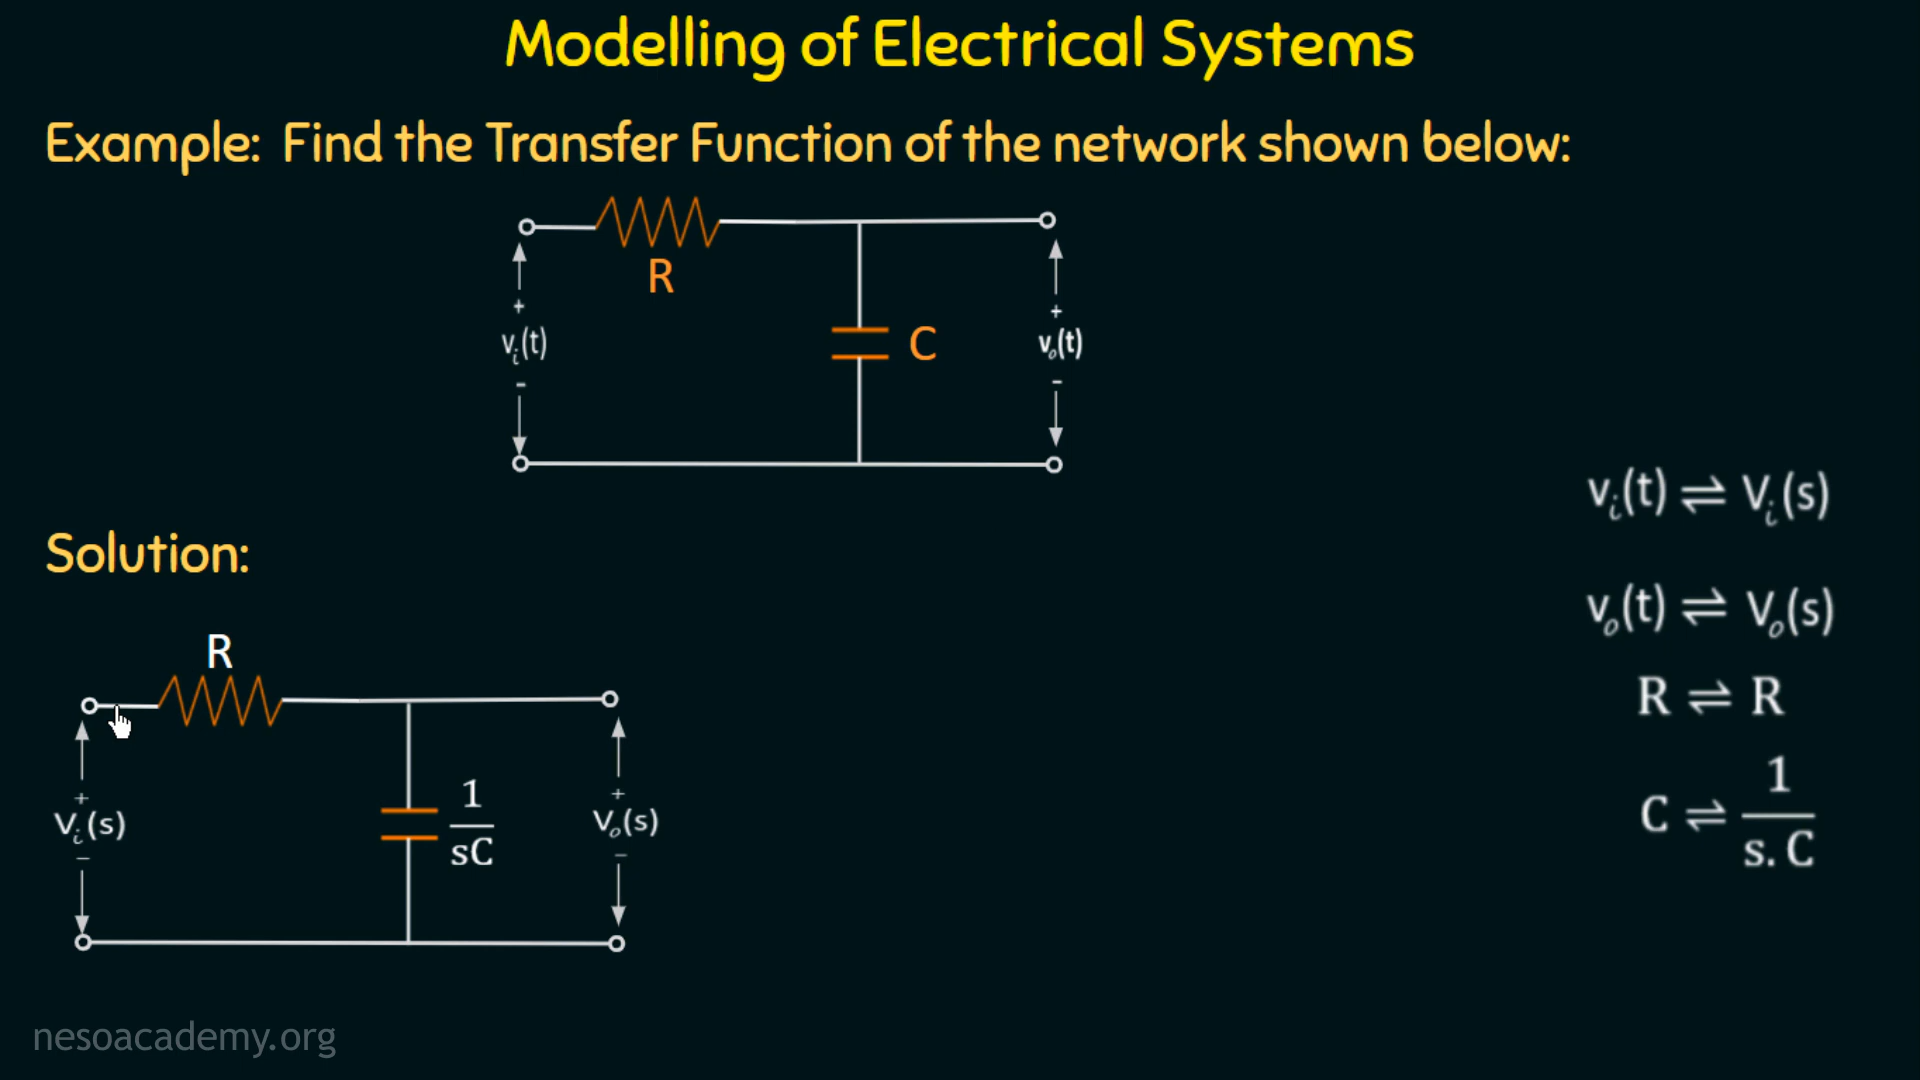 Modelling of Electrical Systems
Example: Find the Transfer Function of the network shown below:
R
+
vᵢ(t)
-
C
+
vₒ(t)
-
vᵢ(t) ⇌ Vᵢ(s)
Solution:
vₒ(t) ⇌ Vₒ(s)
R ⇌ R
C ⇌ 1/s.C
R
+
Vᵢ(s)
−
1/sC
+
Vₒ(s)
−
nesoacademy.org